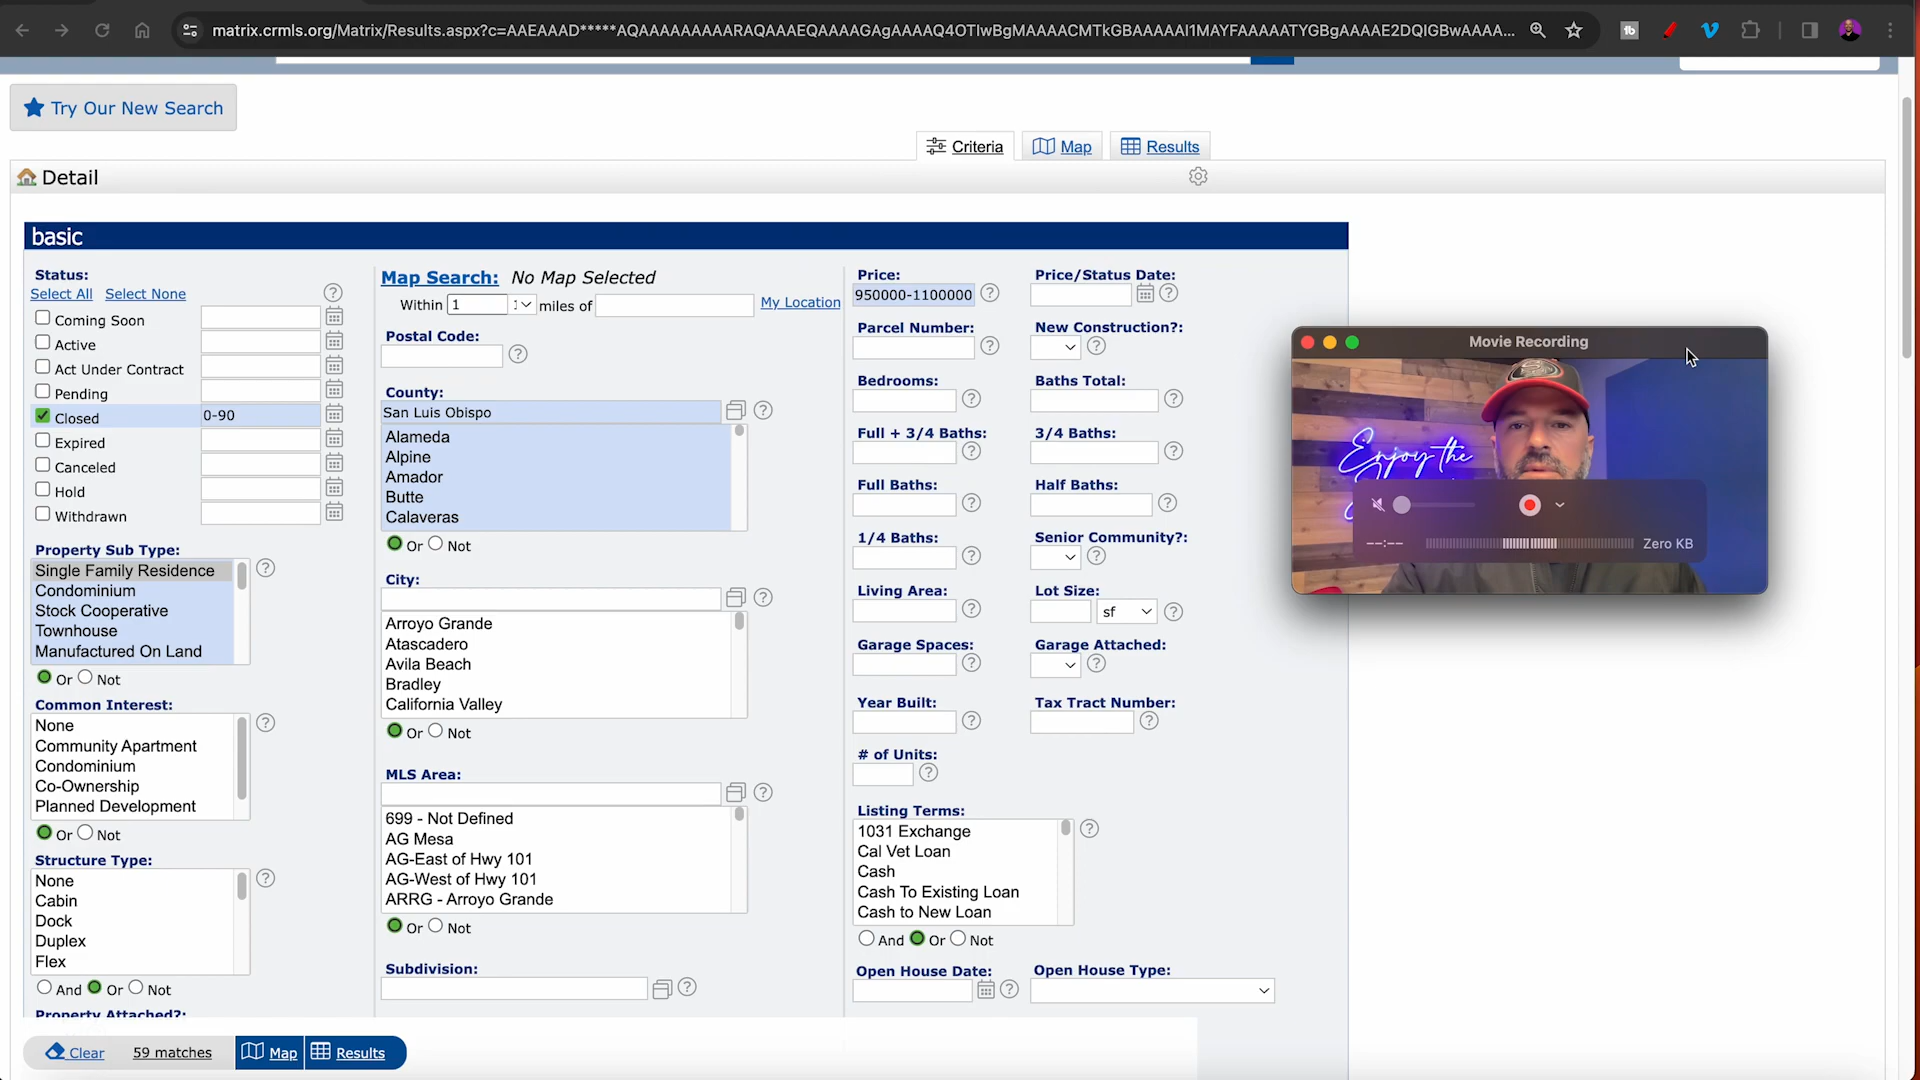 matrix.crmls.org/Matrix/Results.aspx?c=AAEAAAD*****AQAAAAAAAAARAQAAAEQAAAAGAgAAAAQ4OTIwBgMAAAACMTkGBAAAAAI1MAYFAAAAATYGBgAAAAE2DQIGBwAAAA...
Try Our New Search
Criteria
Map
Results
Detail
basic
Status:
Select All
Select None
Coming Soon
Active
Act Under Contract
Pending
Closed
0-90
Expired
Canceled
Hold
Withdrawn
Property Sub Type:
Single Family Residence
Condominium
Stock Cooperative
Townhouse
Manufactured On Land
Or Not
Common Interest:
None
Community Apartment
Condominium
Co-Ownership
Planned Development
Or Not
Structure Type:
None
Cabin
Dock
Duplex
Flex
And Or Not
Property Attached?:
Map Search: No Map Selected
Within 1 miles of My Location
Postal Code:
County:
San Luis Obispo
Alameda
Alpine
Amador
Butte
Calaveras
Or Not
City:
Arroyo Grande
Atascadero
Avila Beach
Bradley
California Valley
Or Not
MLS Area:
699 - Not Defined
AG Mesa
AG-East of Hwy 101
AG-West of Hwy 101
ARRG - Arroyo Grande
Or Not
Subdivision:
Price:
950000-1100000
Price/Status Date:
Parcel Number:
New Construction?:
Bedrooms:
Baths Total:
Full + 3/4 Baths:
3/4 Baths:
Full Baths:
Half Baths:
1/4 Baths:
Senior Community?:
Living Area:
Lot Size:
sf
Garage Spaces:
Garage Attached:
Year Built:
Tax Tract Number:
# of Units:
Listing Terms:
1031 Exchange
Cal Vet Loan
Cash
Cash To Existing Loan
Cash to New Loan
And Or Not
Open House Date:
Open House Type:
Movie Recording
Enjoy the
--:--
Zero KB
Clear
59 matches
Map
Results